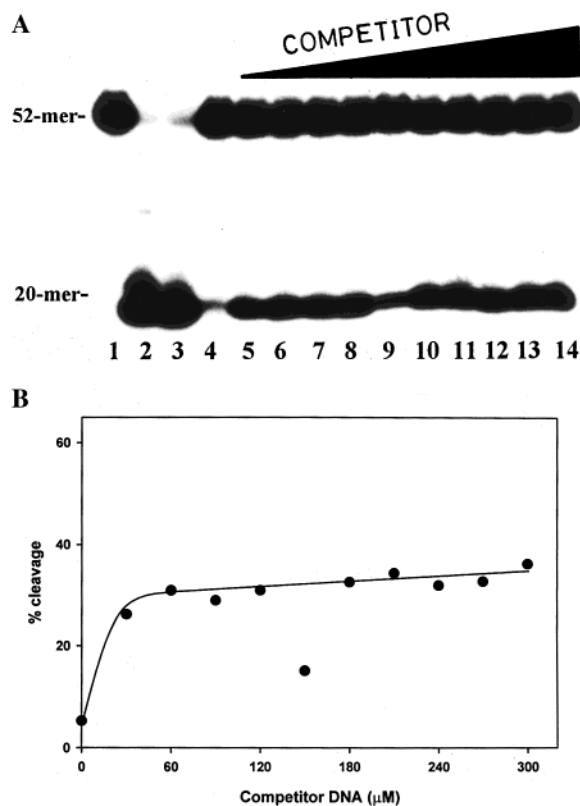 A
COMPETITOR
52-mer-
20-mer-
1 2 3 4 5 6 7 8 9 10 11 12 13 14
B
% cleavage
60
40
20
0
0 60 120 180 240 300
Competitor DNA (μM)